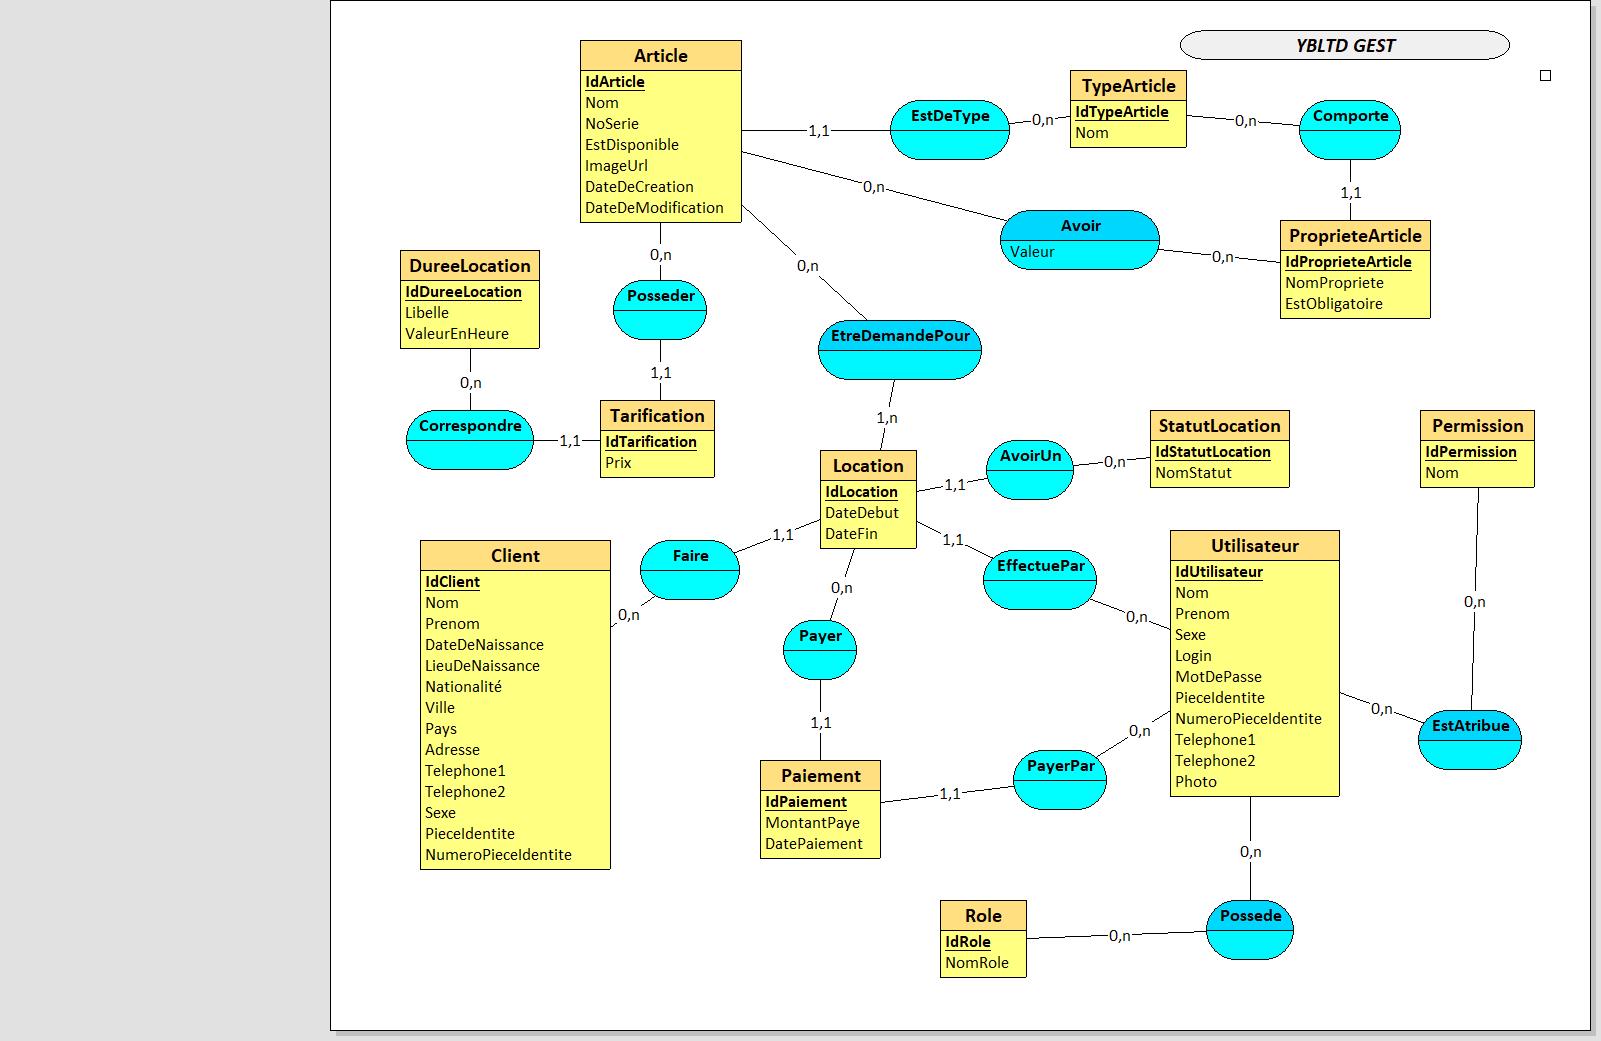 YBLTD GEST
Article
IdArticle
Nom
NoSerie
EstDisponible
ImageUrl
DateDeCreation
DateDeModification
1,1
EstDeType
0,n
TypeArticle
IdTypeArticle
Nom
0,n
Comporte
1,1
0,n
Avoir
Valeur
0,n
ProprieteArticle
IdProprieteArticle
NomPropriete
EstObligatoire
DureeLocation
IdDureeLocation
Libelle
ValeurEnHeure
0,n
Posseder
1,1
0,n
EtreDemandePour
1,n
0,n
Correspondre
1,1
Tarification
IdTarification
Prix
Location
IdLocation
DateDebut
DateFin
1,1
AvoirUn
0,n
StatutLocation
IdStatutLocation
NomStatut
Permission
IdPermission
Nom
Client
IdClient
Nom
Prenom
DateDeNaissance
LieuDeNaissance
Nationalité
Ville
Pays
Adresse
Telephone1
Telephone2
Sexe
PieceIdentite
NumeroPieceIdentite
0,n
Faire
1,1
0,n
Payer
1,1
1,1
EffectuePar
0,n
Utilisateur
IdUtilisateur
Nom
Prenom
Sexe
Login
MotDePasse
PieceIdentite
NumeroPieceIdentite
Telephone1
Telephone2
Photo
0,n
0,n
EstAtribue
Paiement
IdPaiement
MontantPaye
DatePaiement
1,1
PayerPar
0,n
0,n
Role
IdRole
NomRole
0,n
Possede